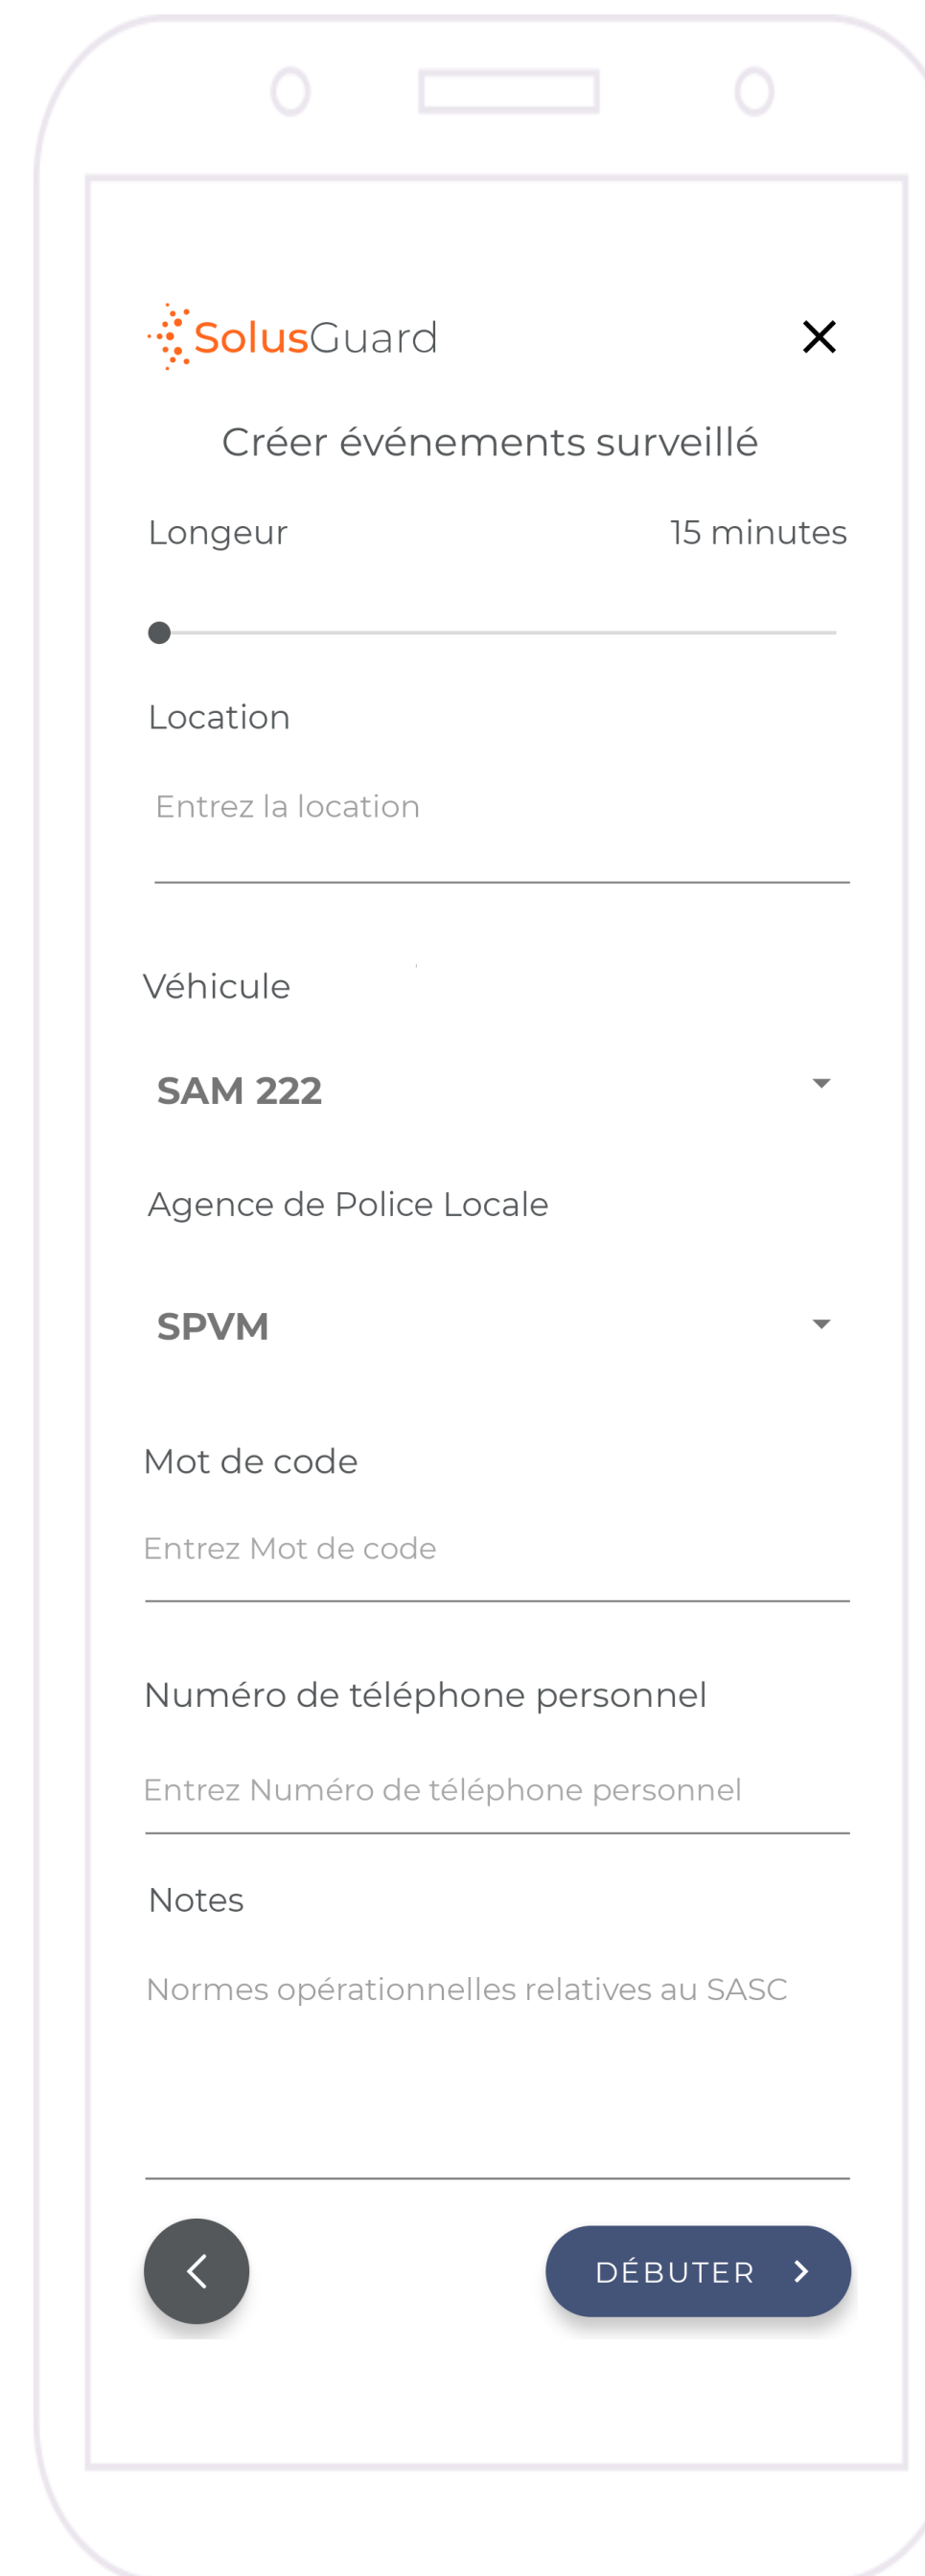 SolusGuard
Créer événements surveillé
Longeur 15 minutes
Location
Entrez la location
Véhicule
SAM 222
Agence de Police Locale
SPVM
Mot de code
Entrez Mot de code
Numéro de téléphone personnel
Entrez Numéro de téléphone personnel
Notes
Normes opérationnelles relatives au SASC
DÉBUTER